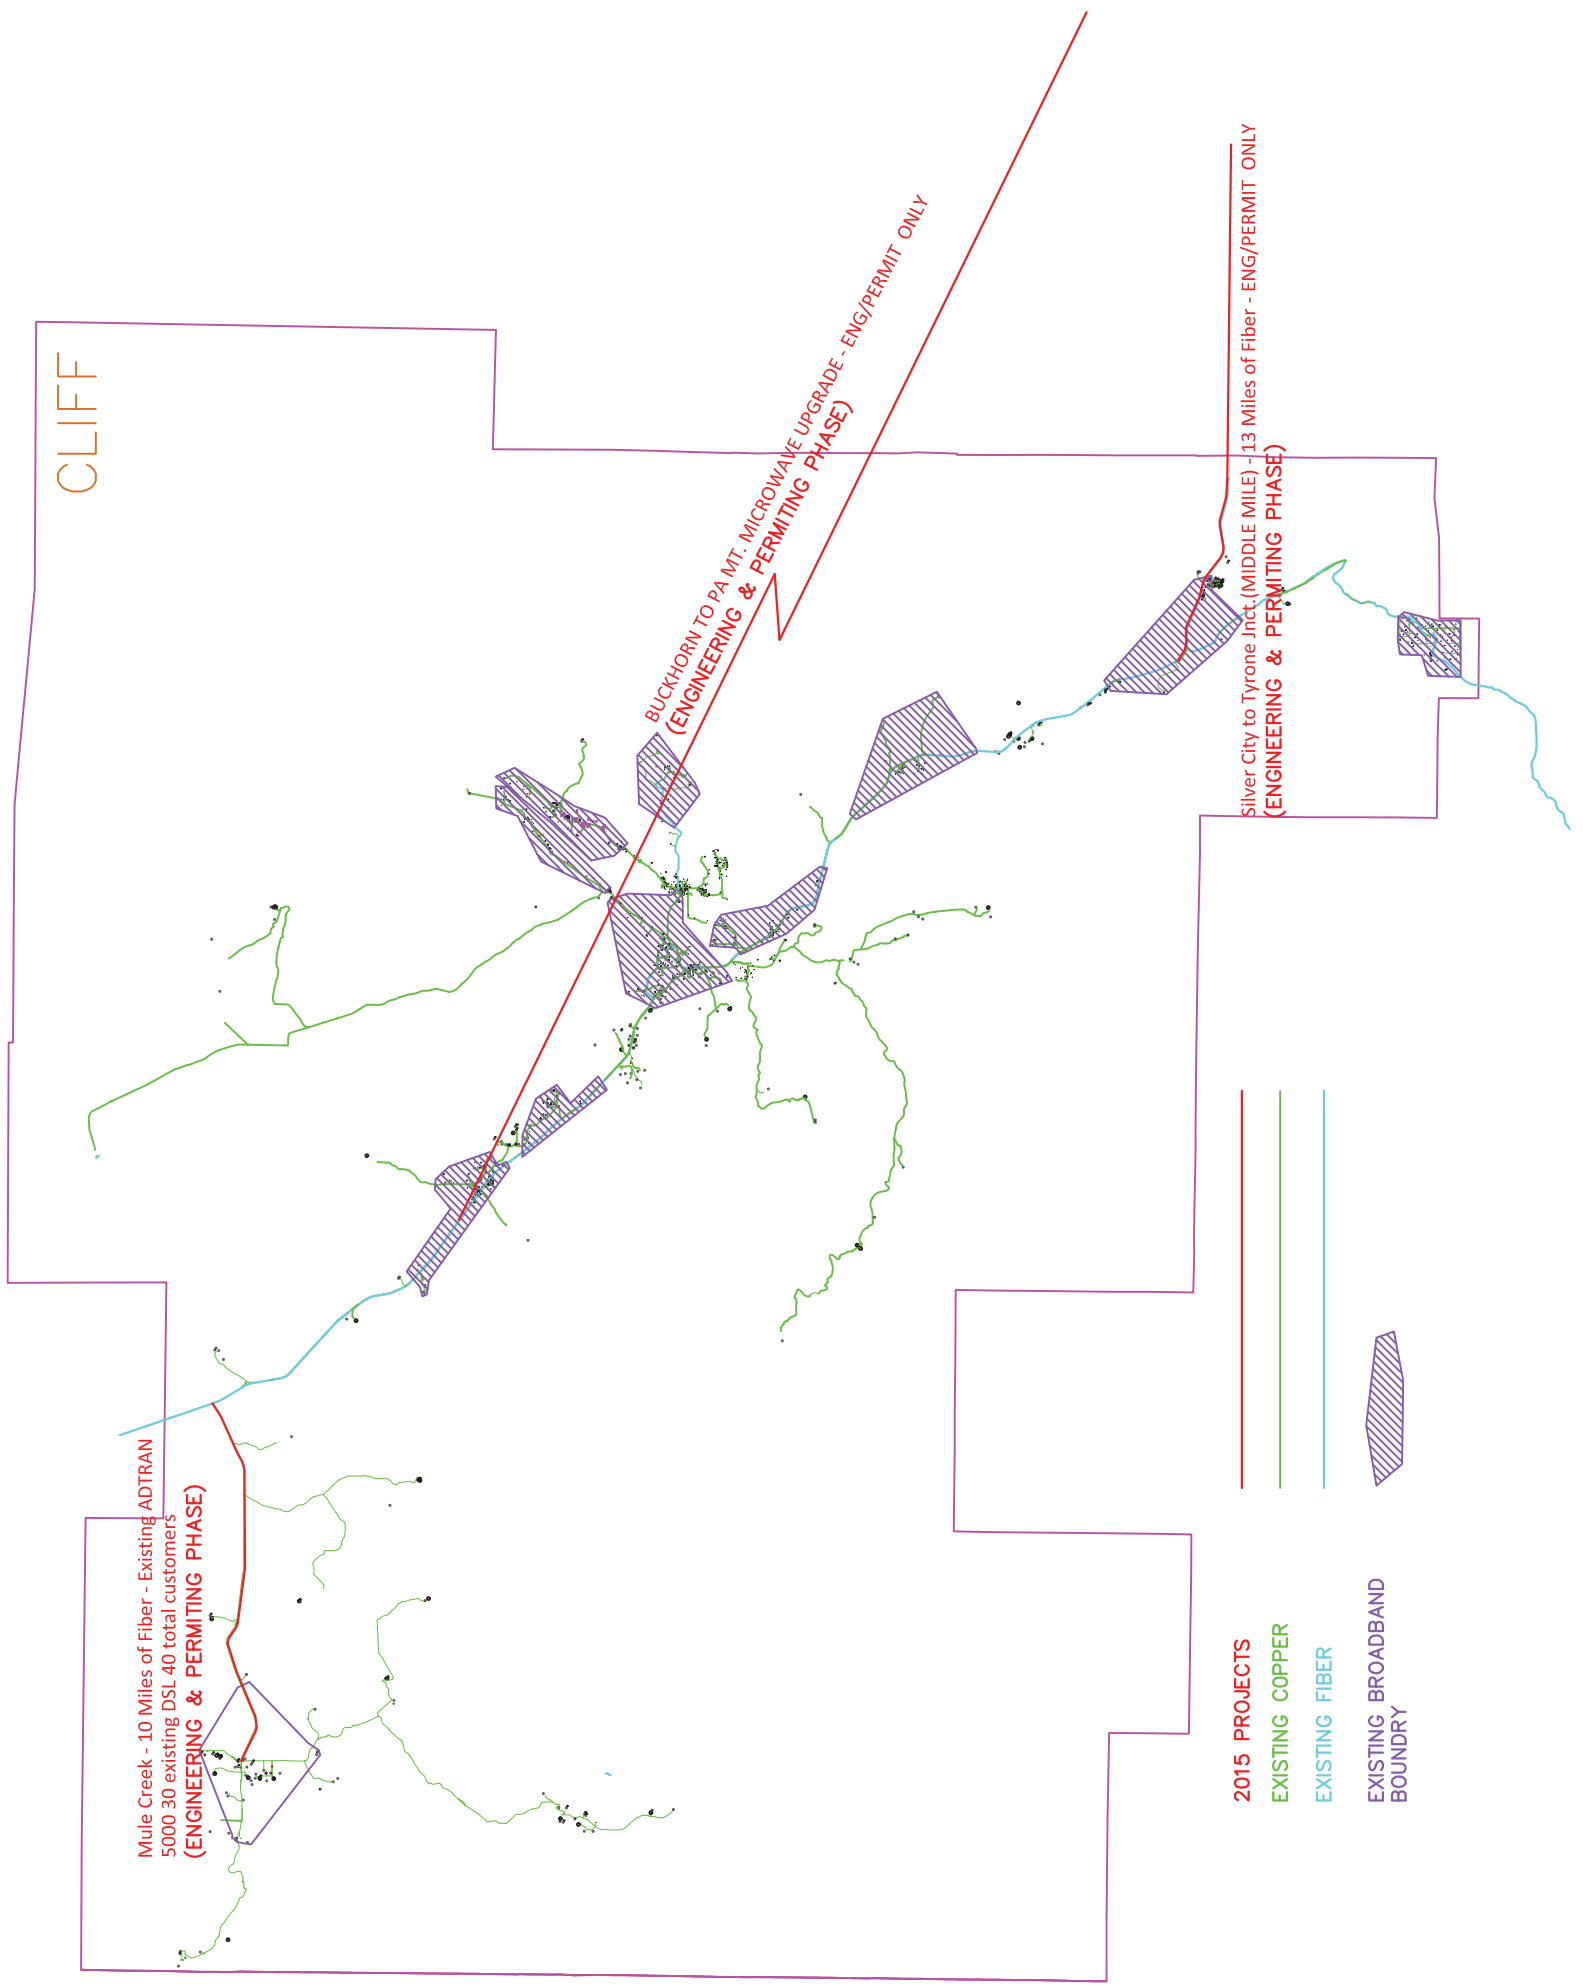 CLIFF
BUCKHORN TO PA MT. MICROWAVE UPGRADE - ENG/PERMIT ONLY
(ENGINEERING & PERMITING PHASE)
Silver City to Tyrone Jnct.(MIDDLE MILE) - 13 Miles of Fiber - ENG/PERMIT ONLY
(ENGINEERING & PERMITING PHASE)
Mule Creek - 10 Miles of Fiber - Existing ADTRAN
5000 30 existing DSL 40 total customers
(ENGINEERING & PERMITING PHASE)
2015 PROJECTS
EXISTING COPPER
EXISTING FIBER
EXISTING BROADBAND
BOUNDRY